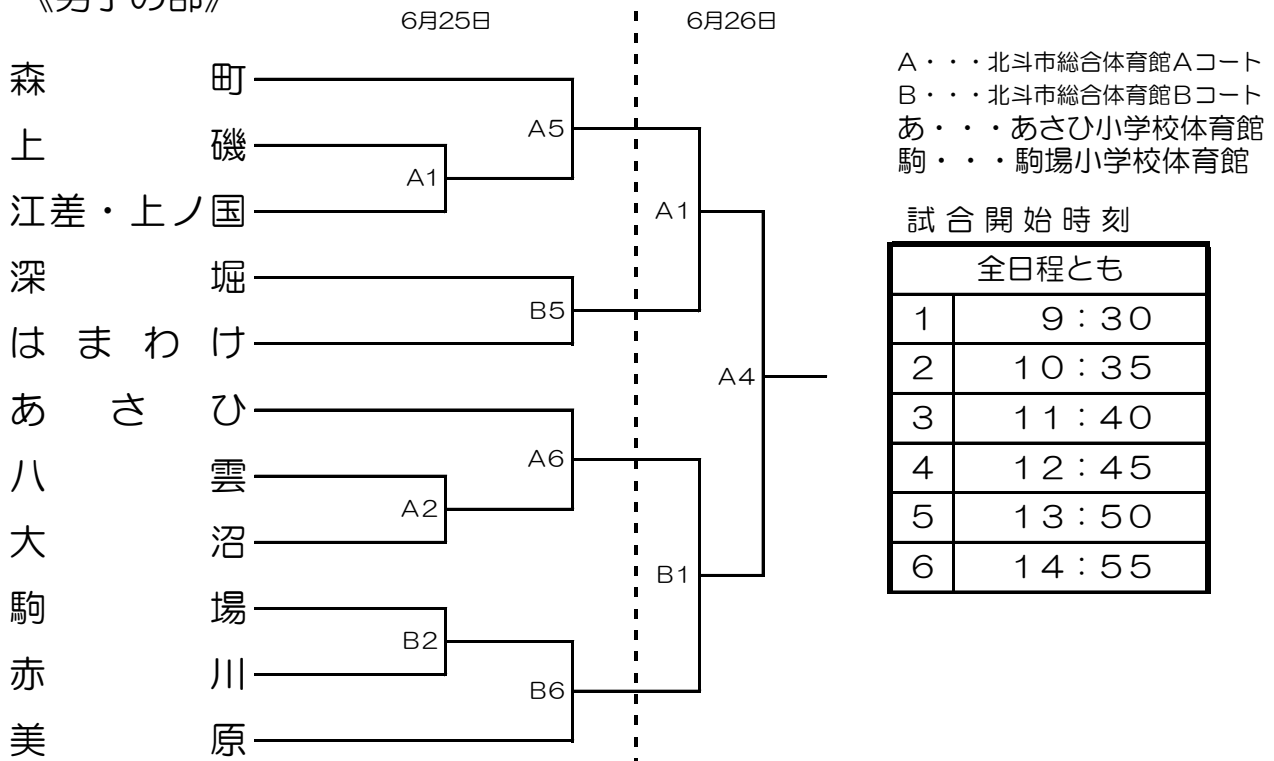 《男子の部》
6月25日
6月26日
森町
上磯
江差・上ノ国
深堀
はまわけ
あさひ
八雲
大沼
駒場
赤川
美原
A5
A1
B5
A6
A2
B2
B6
A1
B1
A4
A・・・北斗市総合体育館Aコート
B・・・北斗市総合体育館Bコート
あ・・・あさひ小学校体育館
駒・・・駒場小学校体育館
試合開始時刻
全日程とも
1 9:30
2 10:35
3 11:40
4 12:45
5 13:50
6 14:55